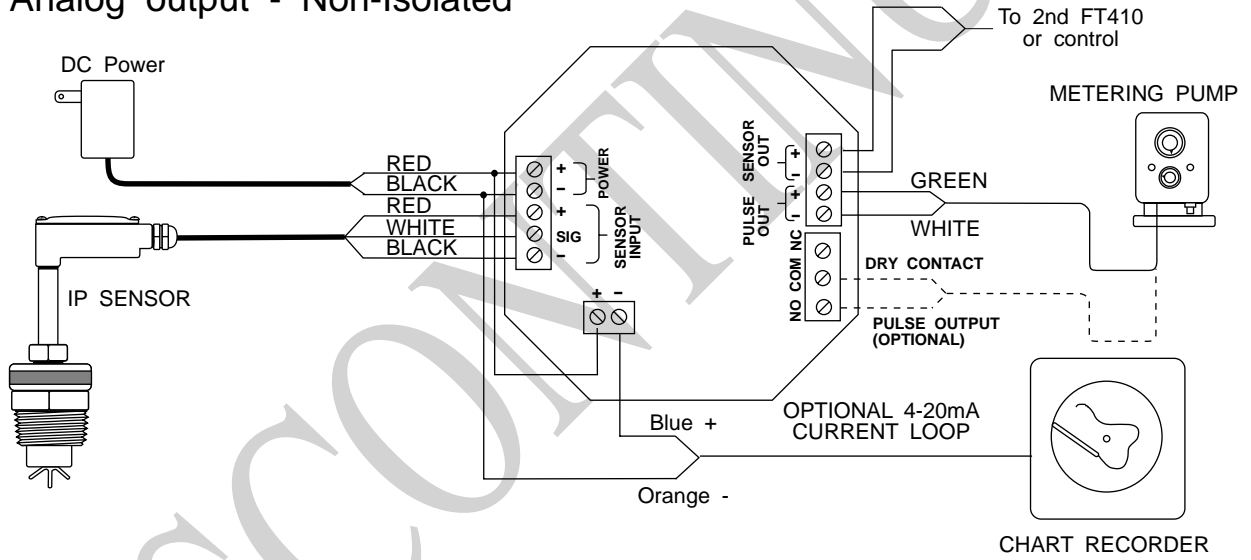 Analog output - Non-Isolated
To 2nd FT410
or control
DC Power
METERING PUMP
RED
BLACK
RED
WHITE
BLACK
+
-
POWER
+
SIG
-
SENSOR
INPUT
SENSOR
OUT
+
-
PULSE
OUT
+
-
GREEN
WHITE
NO COM NC
DRY CONTACT
PULSE OUTPUT
(OPTIONAL)
IP SENSOR
+ -
Blue +
Orange -
OPTIONAL 4-20mA
CURRENT LOOP
CHART RECORDER
SCONTIN